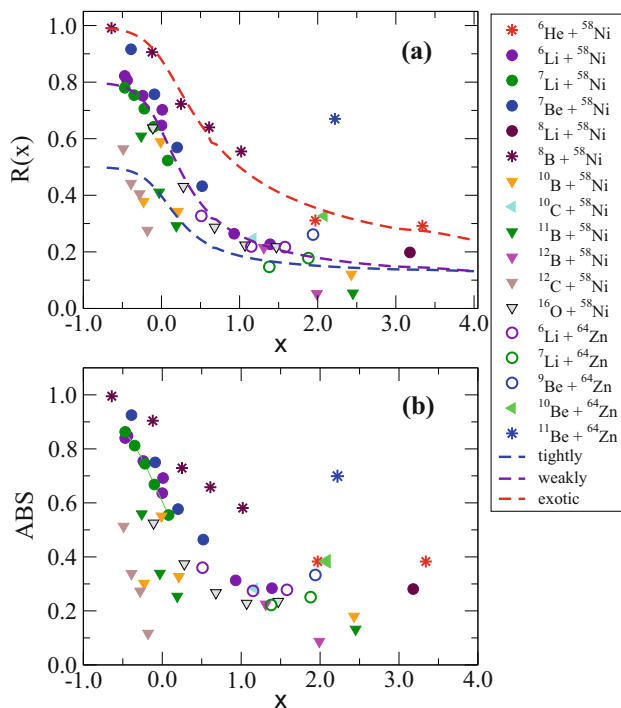 1.0
0.8
0.6
0.4
0.2
0.0
R(x)
(a)
-1.0
0.0
1.0
2.0
3.0
4.0
x
1.0
0.8
0.6
0.4
0.2
0.0
ABS
(b)
-1.0
0.0
1.0
2.0
3.0
4.0
x
⁶He + ⁵⁸Ni
⁶Li + ⁵⁸Ni
⁷Li + ⁵⁸Ni
⁷Be + ⁵⁸Ni
⁸Li + ⁵⁸Ni
⁸B + ⁵⁸Ni
¹⁰B + ⁵⁸Ni
¹⁰C + ⁵⁸Ni
¹¹B + ⁵⁸Ni
¹²B + ⁵⁸Ni
¹²C + ⁵⁸Ni
¹⁶O + ⁵⁸Ni
⁶Li + ⁶⁴Zn
⁷Li + ⁶⁴Zn
⁹Be + ⁶⁴Zn
¹⁰Be + ⁶⁴Zn
¹¹Be + ⁶⁴Zn
tightly
weakly
exotic